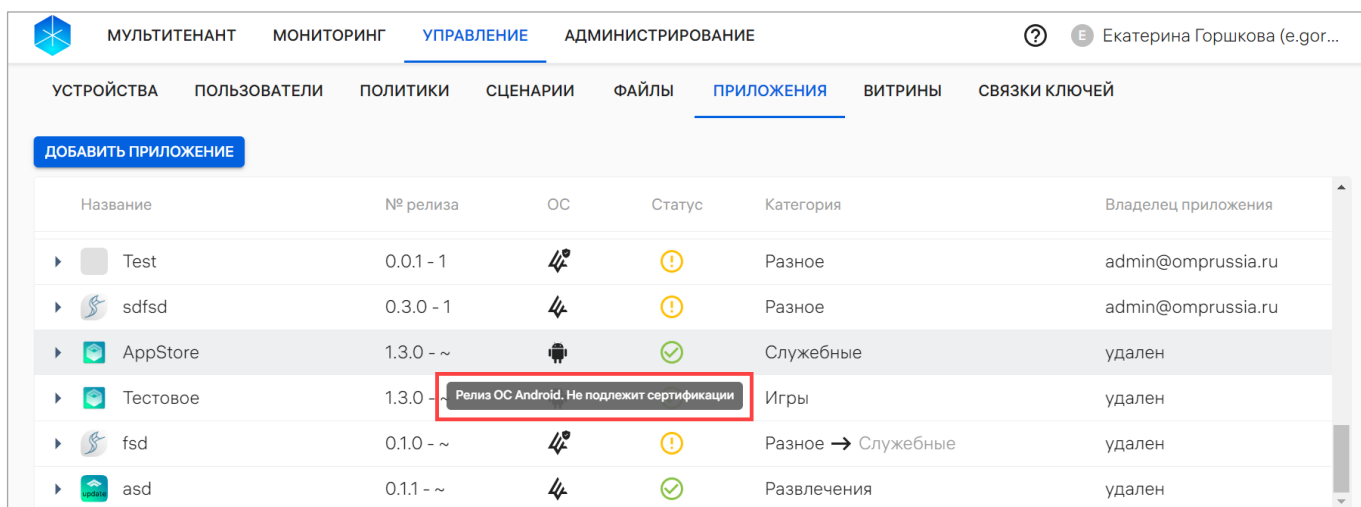 МУЛЬТИТЕНАНТ МОНИТОРИНГ УПРАВЛЕНИЕ АДМИНИСТРИРОВАНИЕ ? E Екатерина Горшкова (e.gor...
УСТРОЙСТВА ПОЛЬЗОВАТЕЛИ ПОЛИТИКИ СЦЕНАРИИ ФАЙЛЫ ПРИЛОЖЕНИЯ ВИТРИНЫ СВЯЗКИ КЛЮЧЕЙ
ДОБАВИТЬ ПРИЛОЖЕНИЕ
Название № релиза ОС Статус Категория Владелец приложения
Test 0.0.1 - 1 Разное admin@omprussia.ru
sdfsd 0.3.0 - 1 Разное admin@omprussia.ru
AppStore 1.3.0 - ~ Служебные удален
Тестовое 1.3.0 - ~ Релиз ОС Android. Не подлежит сертификации Игры удален
fsd 0.1.0 - ~ Разное → Служебные удален
update asd 0.1.1 - ~ Развлечения удален